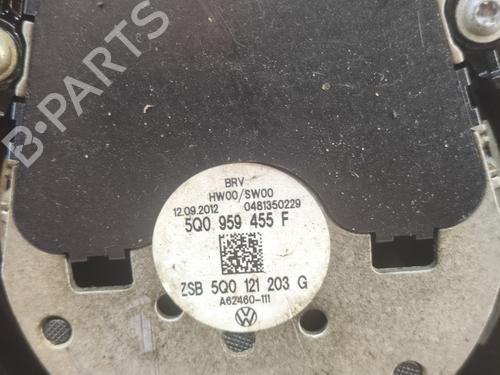 B-PARTS
BRV
HW00/SW00
12.09.2012 0481350229
5Q0 959 455 F
ZSB 5Q0 121 203 G
A62460-111